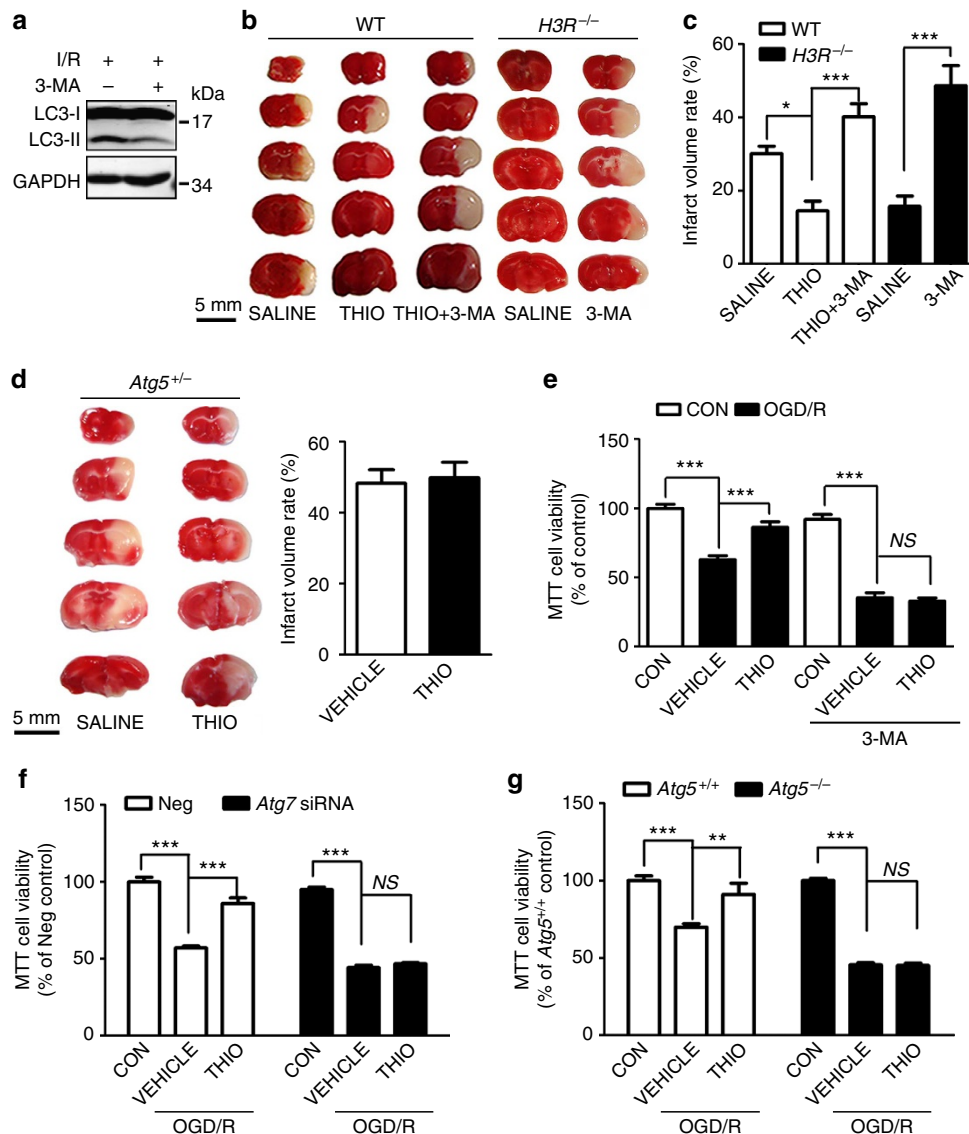 a
I/R + +
3-MA – +
kDa
LC3-I
17
LC3-II
GAPDH
34
b
WT H3R–/–
5 mm
SALINE THIO THIO+3-MA SALINE 3-MA
c
WT
H3R–/–
Infarct volume rate (%)
60
40
20
0
* *** ***
SALINE THIO THIO+3-MA SALINE 3-MA
d
Atg5+/–
5 mm
SALINE THIO
Infarct volume rate (%)
60
40
20
0
VEHICLE THIO
e
CON OGD/R
MTT cell viability
(% of control)
150
100
50
0
*** *** *** NS
CON VEHICLE THIO CON VEHICLE THIO
3-MA
f
Neg Atg7 siRNA
MTT cell viability
(% of Neg control)
150
100
50
0
*** *** *** NS
CON VEHICLE THIO CON VEHICLE THIO
OGD/R OGD/R
g
Atg5+/+ Atg5–/–
MTT cell viability
(% of Atg5+/+ control)
150
100
50
0
*** ** *** NS
CON VEHICLE THIO CON VEHICLE THIO
OGD/R OGD/R